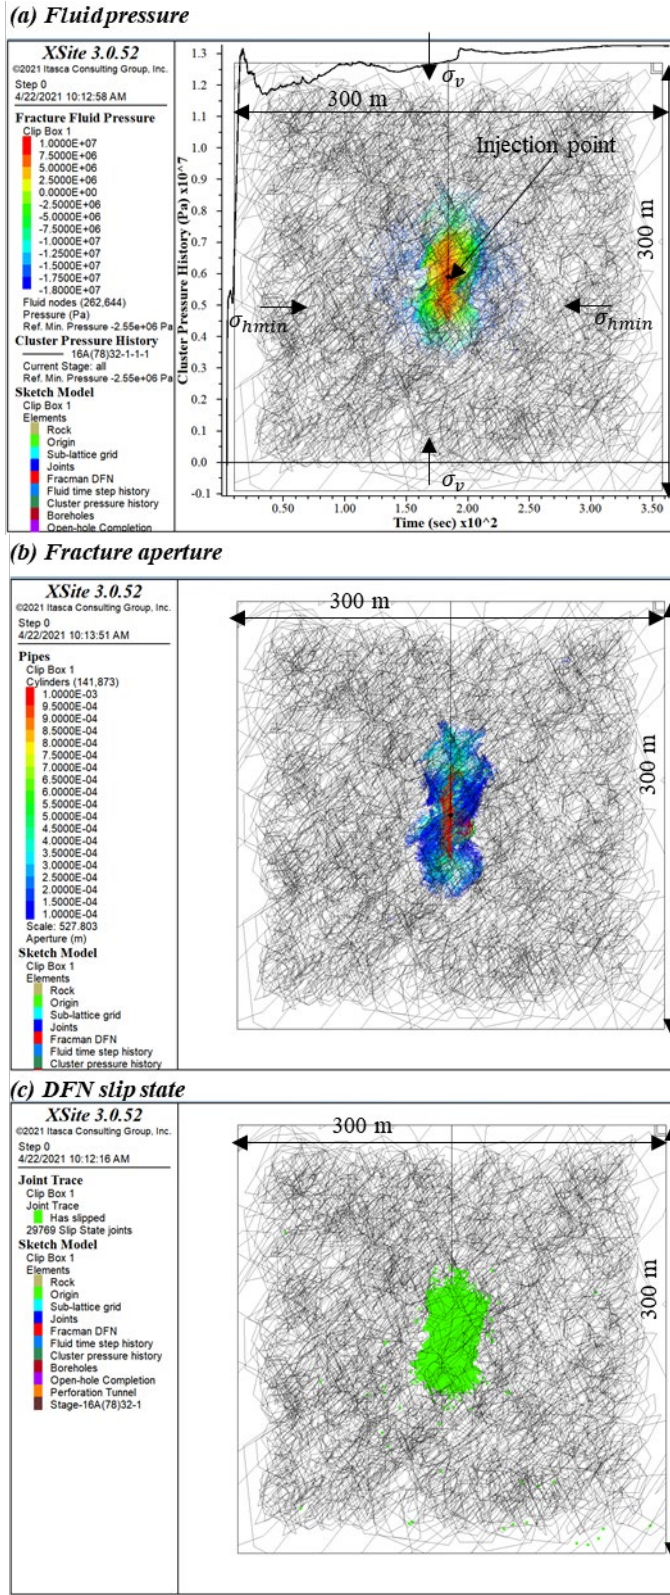 (a) Fluid pressure
XSite 3.0.52
©2021 Itasca Consulting Group, Inc.
Step 0
4/22/2021 10:12:58 AM
Fracture Fluid Pressure
Clip Box 1
1.0000E+07
7.5000E+06
5.0000E+06
2.5000E+06
0.0000E+00
-2.5000E+06
-5.0000E+06
-7.5000E+06
-1.0000E+07
-1.2500E+07
-1.5000E+07
-1.7500E+07
-1.8000E+07
Fluid nodes (262,644)
Pressure (Pa)
Ref. Min. Pressure -2.55e+06 Pa
Cluster Pressure History
16A(78)32-1-1-1
Current Stage: all
Ref. Min. Pressure -2.55e+06 Pa
Sketch Model
Clip Box 1
Elements
Rock
Origin
Sub-lattice grid
Joints
Fracman DFN
Fluid time step history
Cluster pressure history
Boreholes
Open-hole Completion
Cluster Pressure History (Pa) x10^7
1.3
1.2
1.1
1.0
0.9
0.8
0.7
0.6
0.5
0.4
0.3
0.2
0.1
0.0
-0.1
σv
300 m
Injection point
300 m
σhmin
σhmin
σv
0.50
1.00
1.50
2.00
2.50
3.00
3.50
Time (sec) x10^2
(b) Fracture aperture
XSite 3.0.52
©2021 Itasca Consulting Group, Inc.
Step 0
4/22/2021 10:13:51 AM
Pipes
Clip Box 1
Cylinders (141,873)
1.0000E-03
9.5000E-04
9.0000E-04
8.5000E-04
8.0000E-04
7.5000E-04
7.0000E-04
6.5000E-04
6.0000E-04
5.5000E-04
5.0000E-04
4.5000E-04
4.0000E-04
3.5000E-04
3.0000E-04
2.5000E-04
2.0000E-04
1.5000E-04
1.0000E-04
Scale: 527.803
Aperture (m)
Sketch Model
Clip Box 1
Elements
Rock
Origin
Sub-lattice grid
Joints
Fracman DFN
Fluid time step history
Cluster pressure history
300 m
300 m
(c) DFN slip state
XSite 3.0.52
©2021 Itasca Consulting Group, Inc.
Step 0
4/22/2021 10:12:16 AM
Joint Trace
Clip Box 1
Joint Trace
Has slipped
29769 Slip State joints
Sketch Model
Clip Box 1
Elements
Rock
Origin
Sub-lattice grid
Joints
Fracman DFN
Fluid time step history
Cluster pressure history
Boreholes
Open-hole Completion
Perforation Tunnel
Stage-16A(78)32-1
300 m
300 m